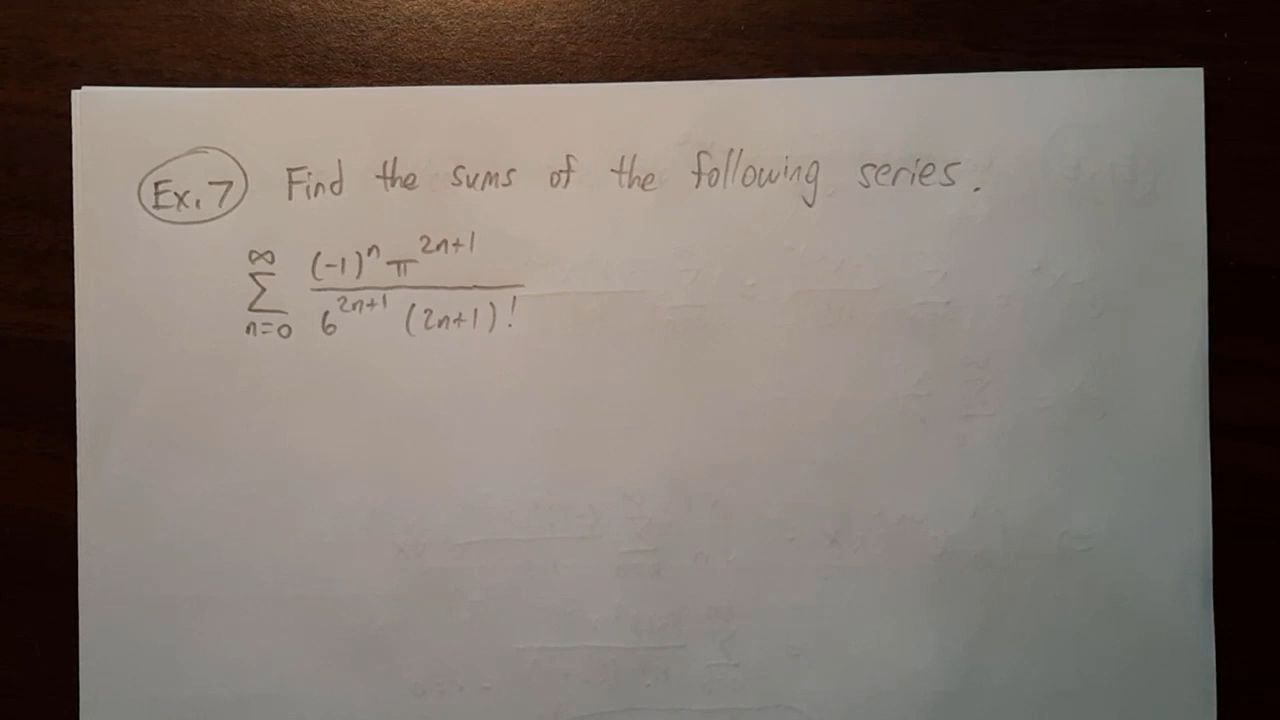 Ex. 7 Find the sums of the following series.
∞ (-1)^n π^{2n+1}
Σ
n=0 6^{2n+1} (2n+1)!